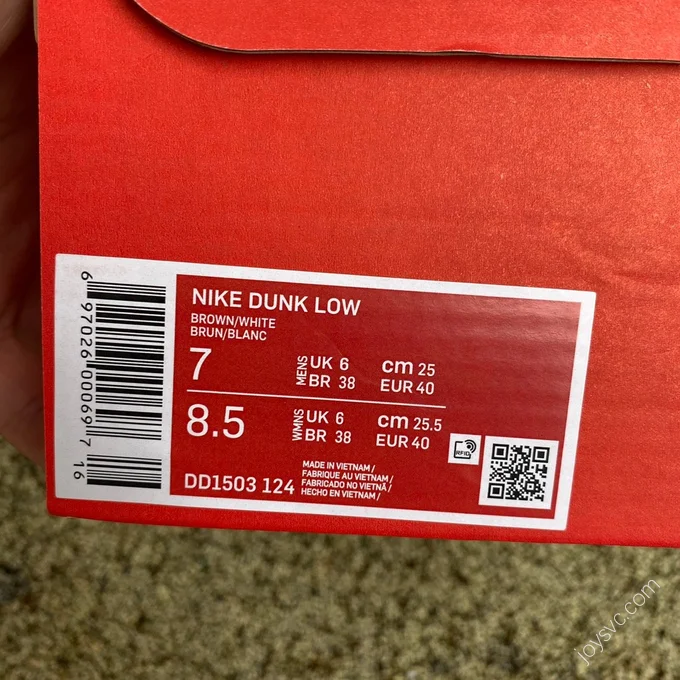 NIKE DUNK LOW
BROWN/WHITE
BRUN/BLANC
7 MENS UK 6 cm 25
BR 38 EUR 40
8.5 WMNS UK 6 cm 25.5
BR 38 EUR 40
DD1503 124
MADE IN VIETNAM /
FABRIQUE AU VIETNAM /
FABRICADO NO VIETNÃ /
HECHO EN VIETNAM /
RFID
6 97026 00069 7
16
joysvc.com